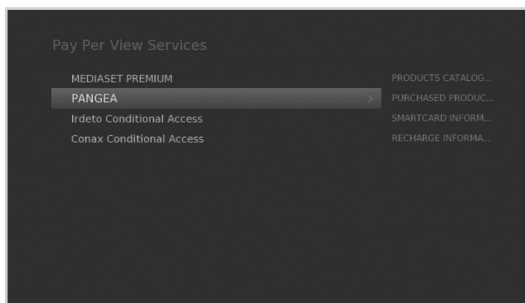 Pay Per View Services
MEDIASET PREMIUM
PANGEA
Irdeto Conditional Access
Conax Conditional Access
PRODUCTS CATALOG...
PURCHASED PRODUC...
SMARTCARD INFORM...
RECHARGE INFORMA...